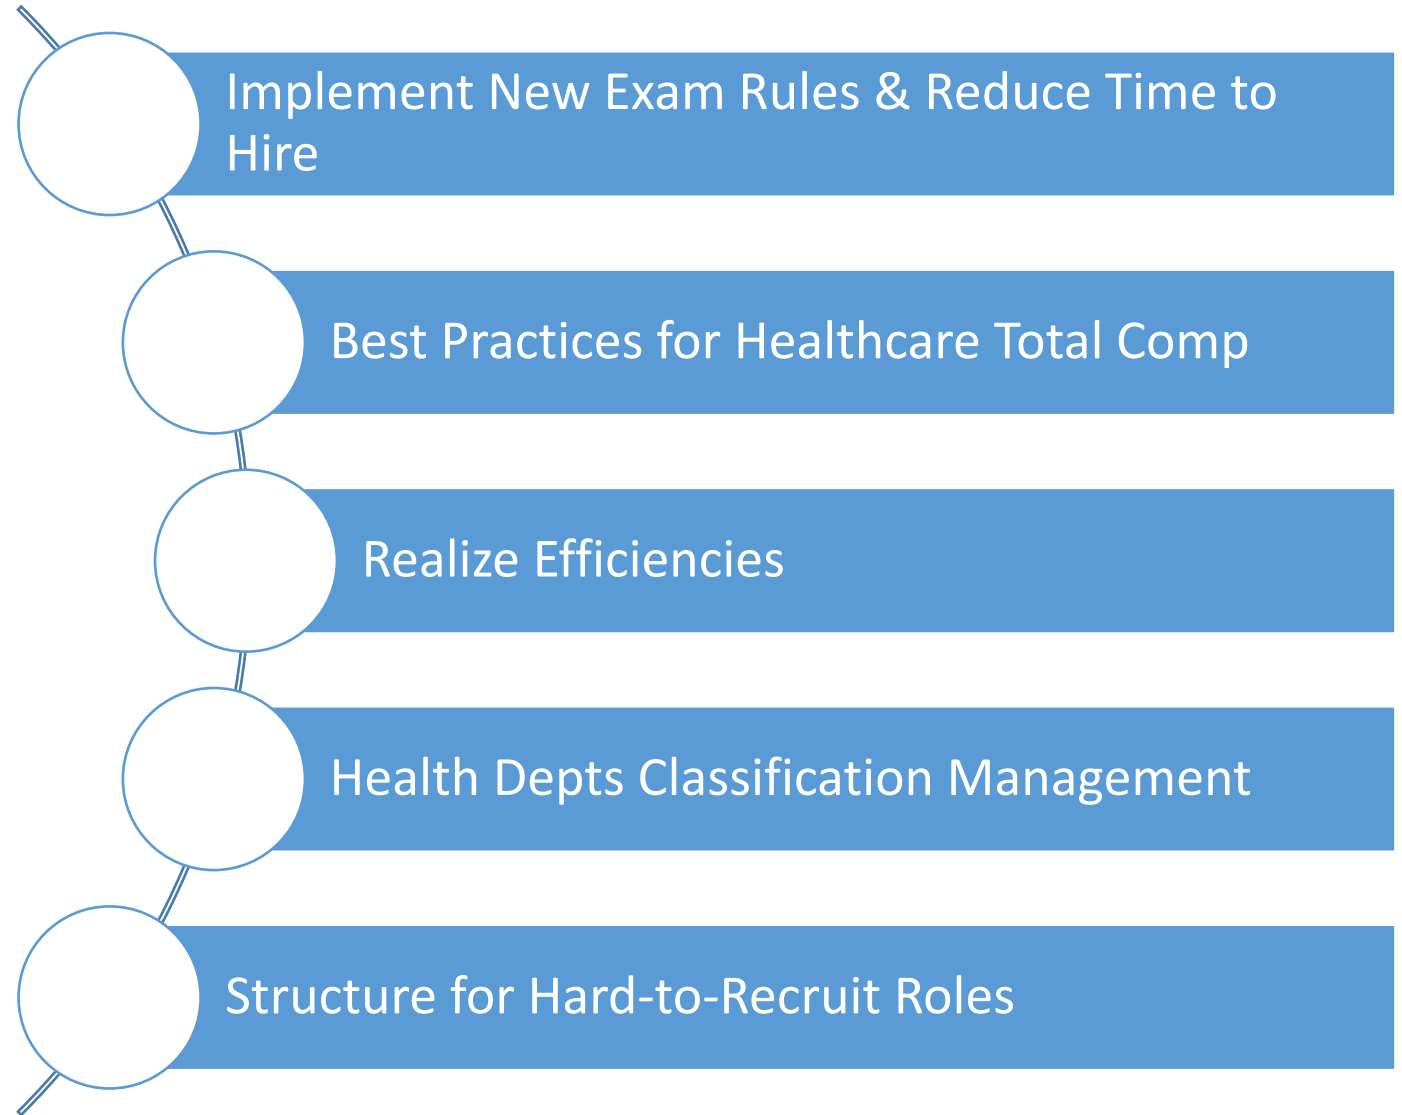 Implement New Exam Rules & Reduce Time to
Hire
Best Practices for Healthcare Total Comp
Realize Efficiencies
Health Depts Classification Management
Structure for Hard-to-Recruit Roles